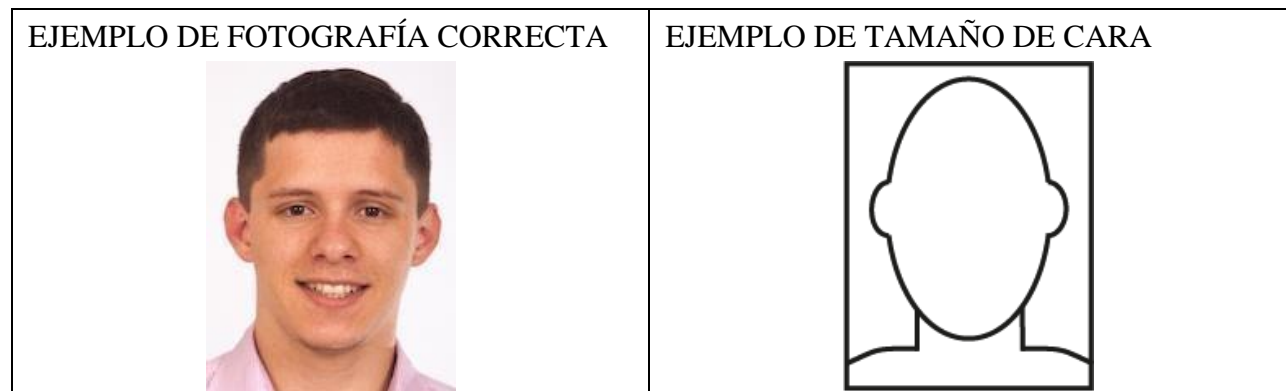 EJEMPLO DE FOTOGRAFÍA CORRECTA
EJEMPLO DE TAMAÑO DE CARA